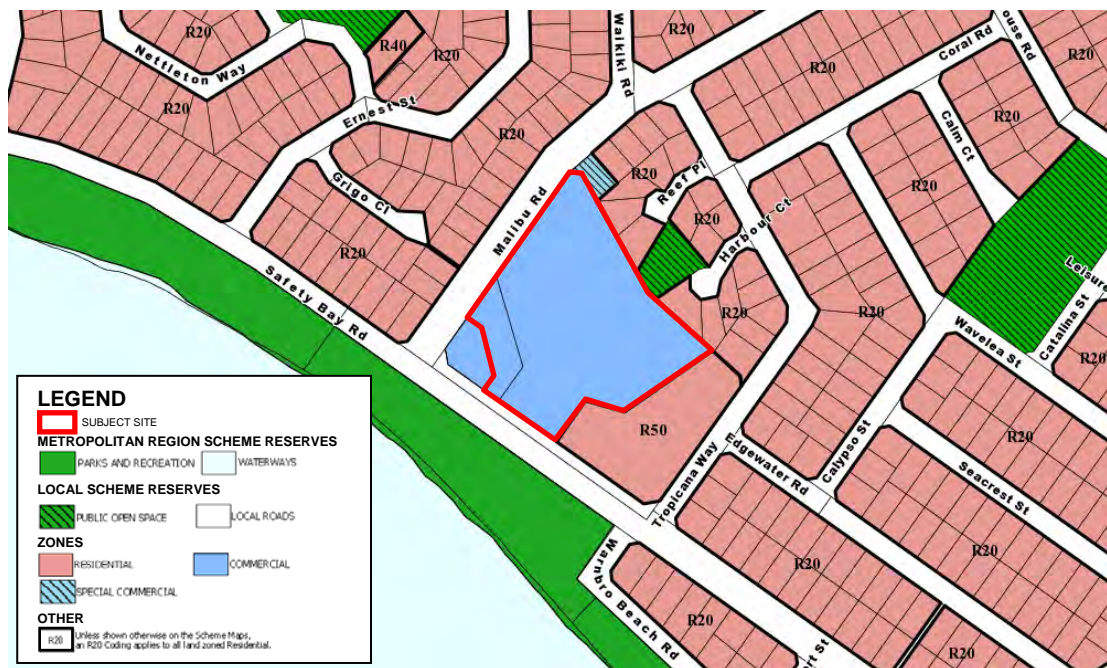 R20
R40
R20
Nettleton Way
R20
Ernest St
R20
Grigo Cl
R20
Safety Bay Rd
Malibu Rd
Waikiki Rd
R20
R20
Coral Rd
R20
Reef Pl
R20
Harbour Ct
R20
Calm Ct
R20
R20
R20
R20
R50
Tropicana Way
Edgewater Rd
Calypso St
Wavelea St
Catalina St
Leisure
R20
R20
Seacrest St
R20
R20
R20
R20
Warnbro Beach Rd
LEGEND
SUBJECT SITE
METROPOLITAN REGION SCHEME RESERVES
PARKS AND RECREATION WATERWAYS
LOCAL SCHEME RESERVES
PUBLIC OPEN SPACE LOCAL ROADS
ZONES
RESIDENTIAL COMMERCIAL
SPECIAL COMMERCIAL
OTHER
R20 Unless shown otherwise on the Scheme Maps,
an R20 Coding applies to all land zoned Residential.